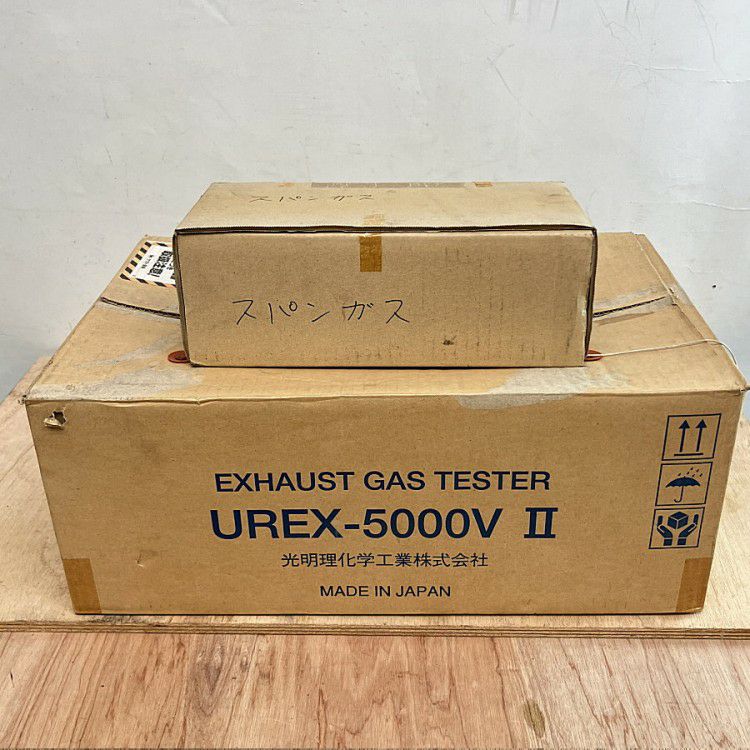 スパンガス
スパンガス
EXHAUST GAS TESTER
UREX-5000V II
光明理化学工業株式会社
MADE IN JAPAN